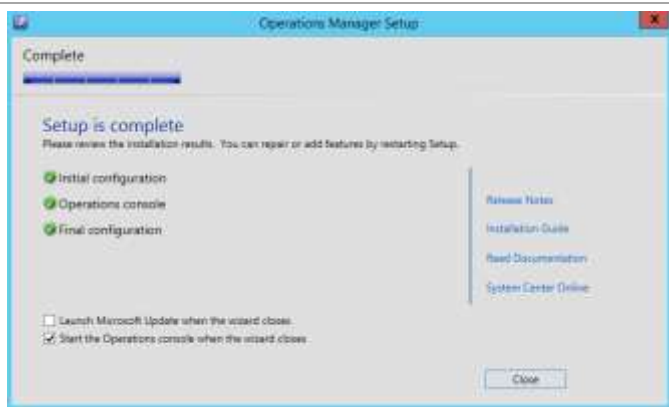 Operations Manager Setup
Complete
Setup is complete
Please review the installation results. You can repair or add features by restarting Setup.
Initial configuration
Operations console
Final configuration
Release Notes
Installation Guide
Read Documentation
System Center Online
Launch Microsoft Update when the wizard closes
Start the Operations console when the wizard closes
Close